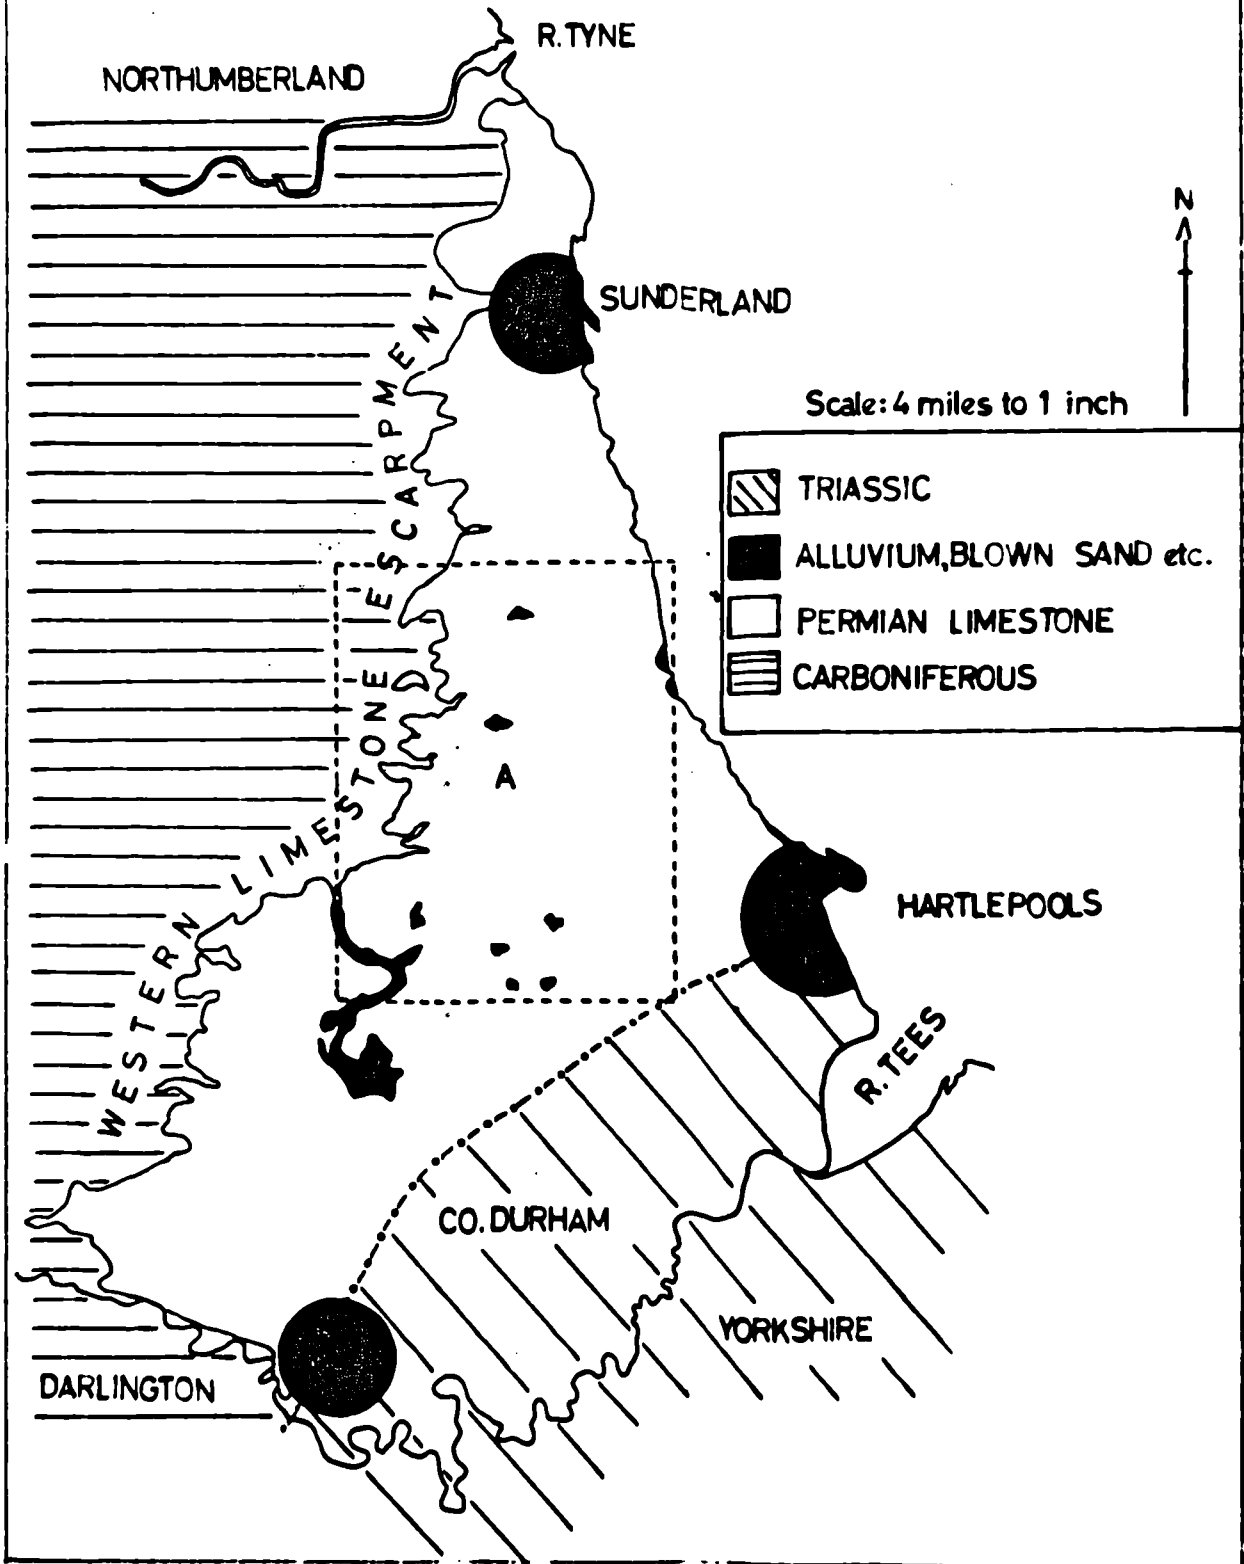 R. TYNE
NORTHUMBERLAND
N
SUNDERLAND
Scale: 4 miles to 1 inch
TRIASSIC
ALLUVIUM, BLOWN SAND etc.
PERMIAN LIMESTONE
CARBONIFEROUS
WESTERN LIMESTONE ESCARPMENT
A
HARTLEPOOLS
R. TEES
CO. DURHAM
YORKSHIRE
DARLINGTON